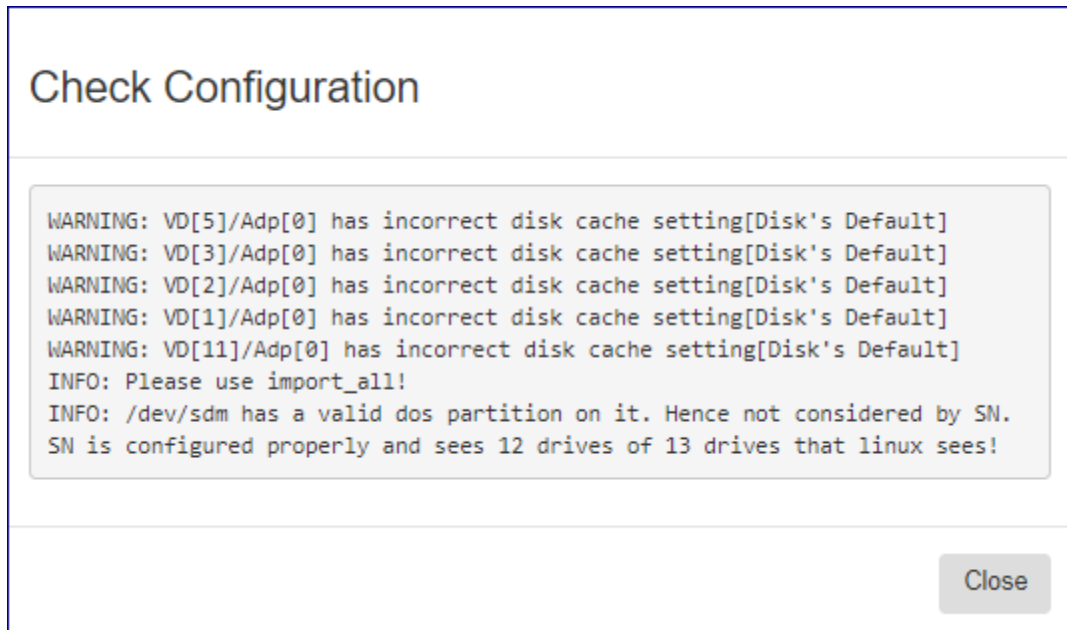 Check Configuration
WARNING: VD[5]/Adp[0] has incorrect disk cache setting[Disk's Default]
WARNING: VD[3]/Adp[0] has incorrect disk cache setting[Disk's Default]
WARNING: VD[2]/Adp[0] has incorrect disk cache setting[Disk's Default]
WARNING: VD[1]/Adp[0] has incorrect disk cache setting[Disk's Default]
WARNING: VD[11]/Adp[0] has incorrect disk cache setting[Disk's Default]
INFO: Please use import_all!
INFO: /dev/sdm has a valid dos partition on it. Hence not considered by SN.
SN is configured properly and sees 12 drives of 13 drives that linux sees!
Close